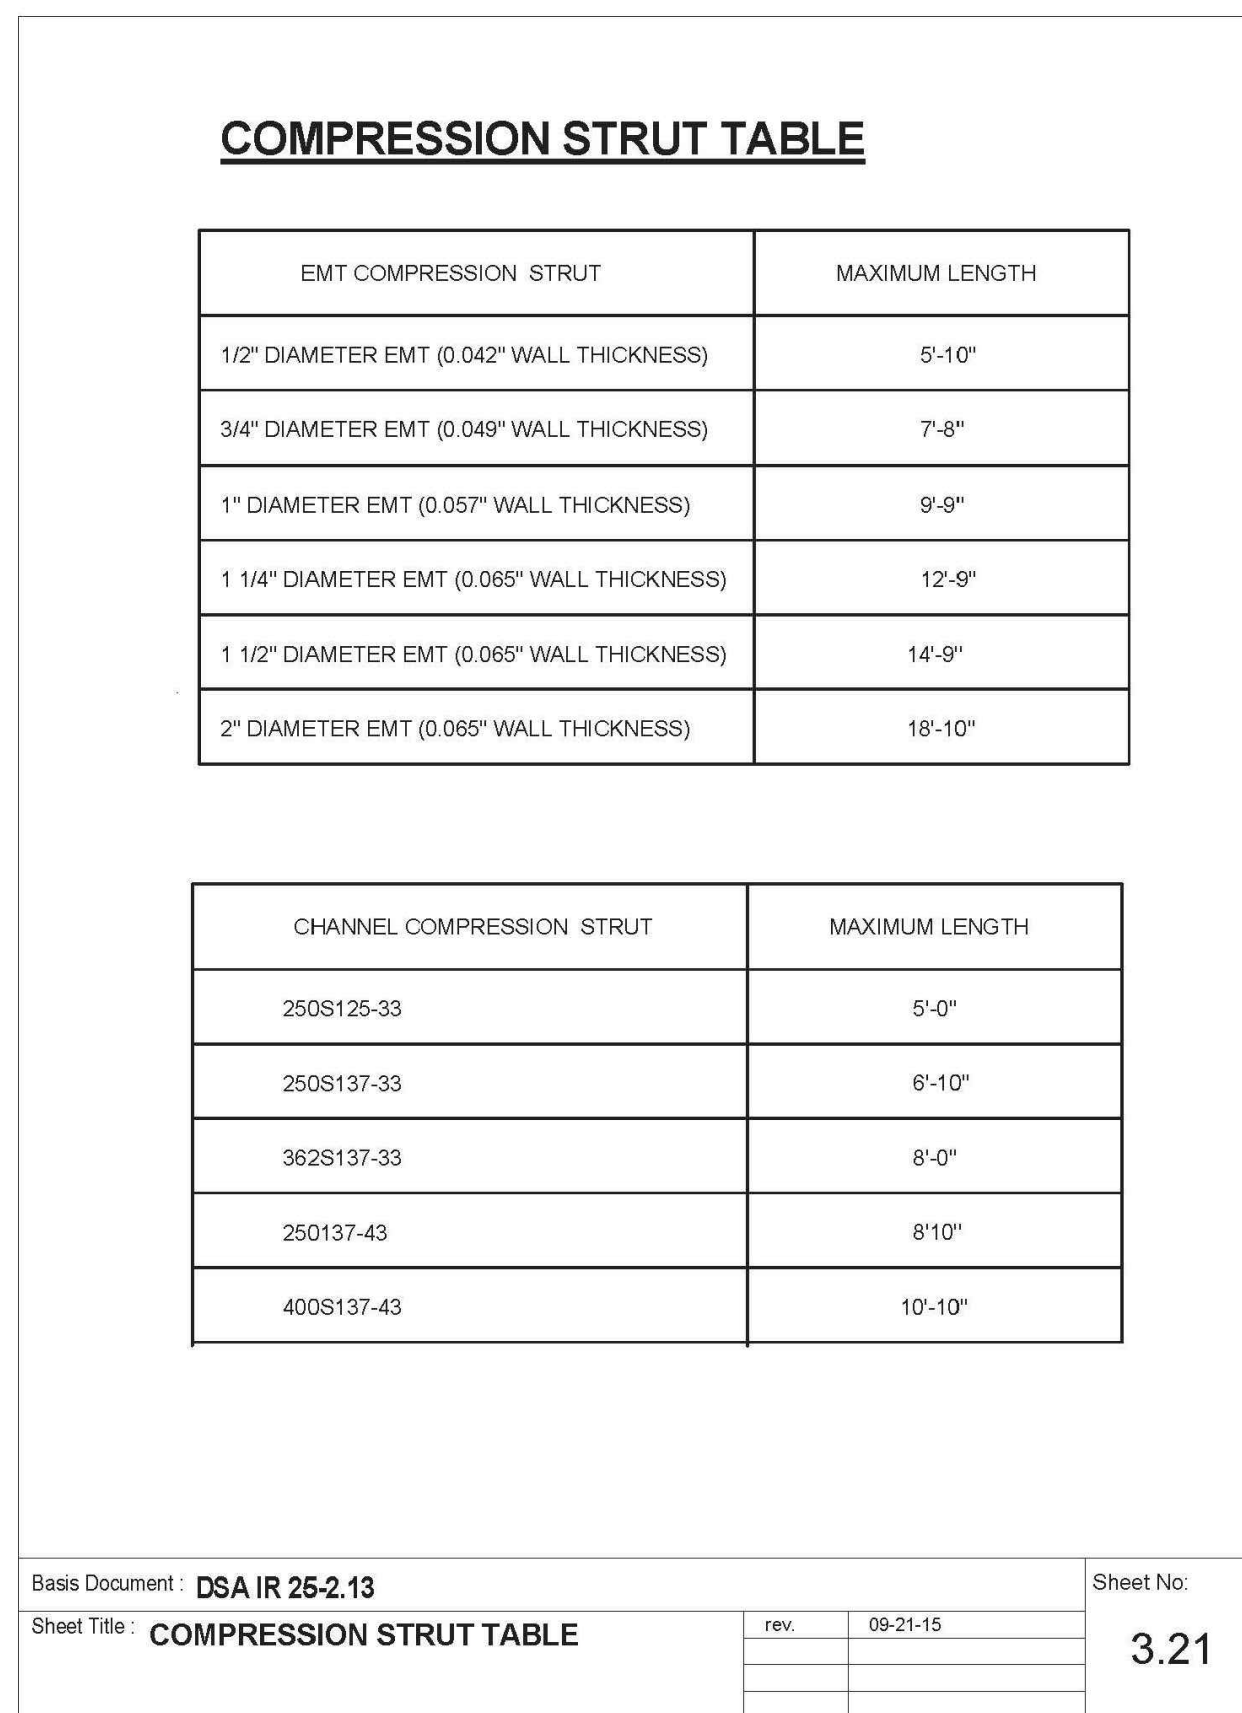 COMPRESSION STRUT TABLE
EMT COMPRESSION STRUT MAXIMUM LENGTH
1/2" DIAMETER EMT (0.042" WALL THICKNESS) 5'-10"
3/4" DIAMETER EMT (0.049" WALL THICKNESS) 7'-8"
1" DIAMETER EMT (0.057" WALL THICKNESS) 9'-9"
1 1/4" DIAMETER EMT (0.065" WALL THICKNESS) 12'-9"
1 1/2" DIAMETER EMT (0.065" WALL THICKNESS) 14'-9"
2" DIAMETER EMT (0.065" WALL THICKNESS) 18'-10"
CHANNEL COMPRESSION STRUT MAXIMUM LENGTH
250S125-33 5'-0"
250S137-33 6'-10"
362S137-33 8'-0"
250137-43 8'10"
400S137-43 10'-10"
Basis Document : DSA IR 25-2.13
Sheet Title : COMPRESSION STRUT TABLE
rev. 09-21-15
Sheet No:
3.21